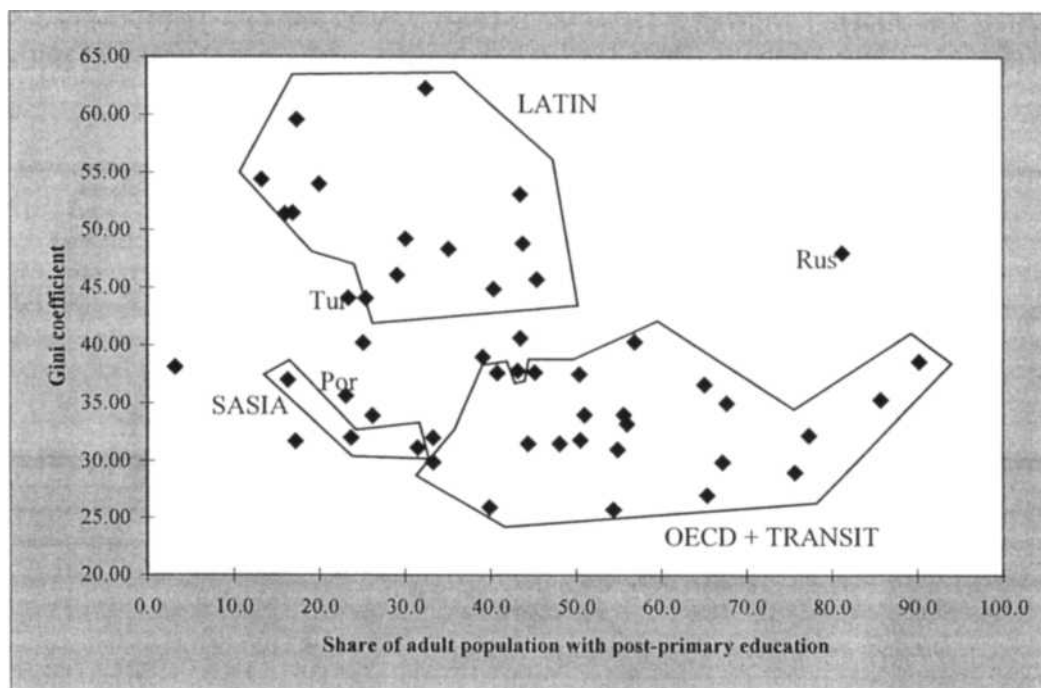 65.00
60.00
55.00
50.00
45.00
40.00
35.00
30.00
25.00
20.00
Gini coefficient
LATIN
Rus
Tur
Por
SASIA
OECD + TRANSIT
0.0 10.0 20.0 30.0 40.0 50.0 60.0 70.0 80.0 90.0 100.0
Share of adult population with post-primary education